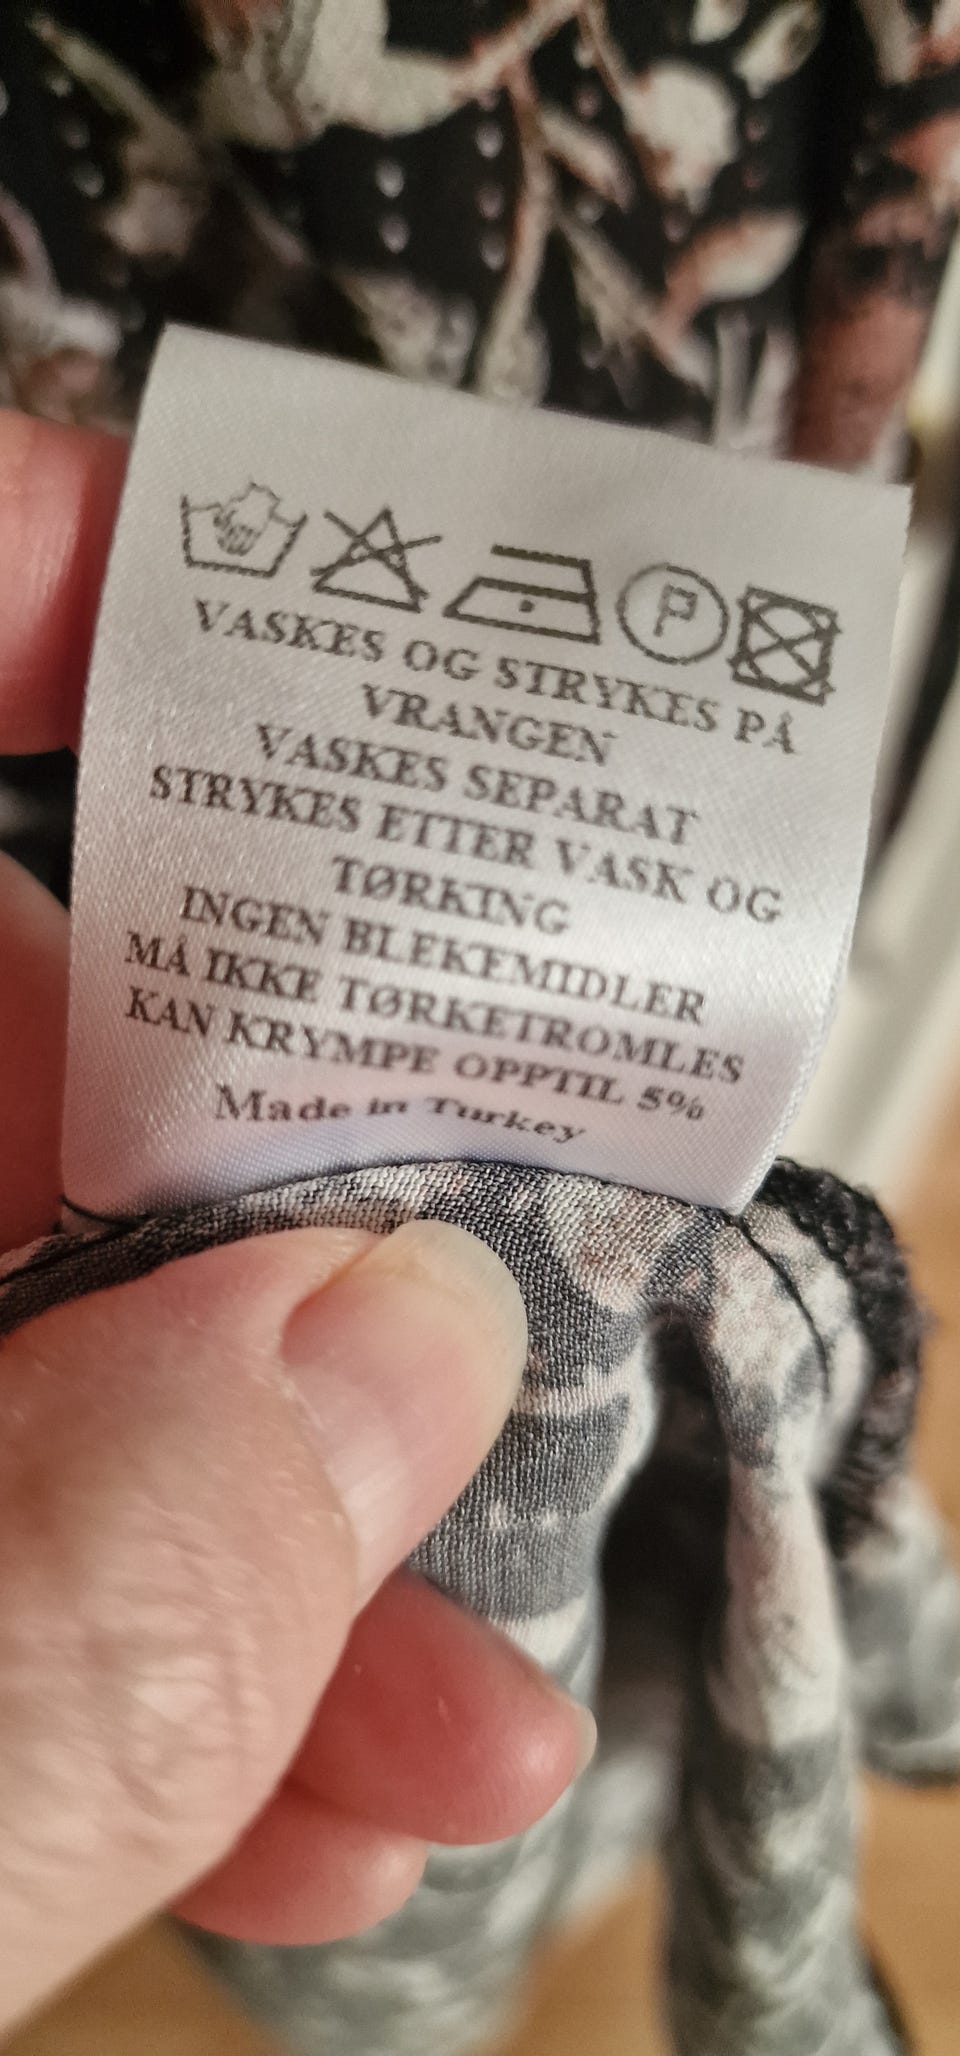 P
VASKES OG STRYKES PÅ
VRANGEN
VASKES SEPARAT
STRYKES ETTER VASK OG
TØRKING
INGEN BLEKEMIDLER
MÅ IKKE TØRKETROMLES
KAN KRYMPE OPPTIL 5%
Made in Turkey